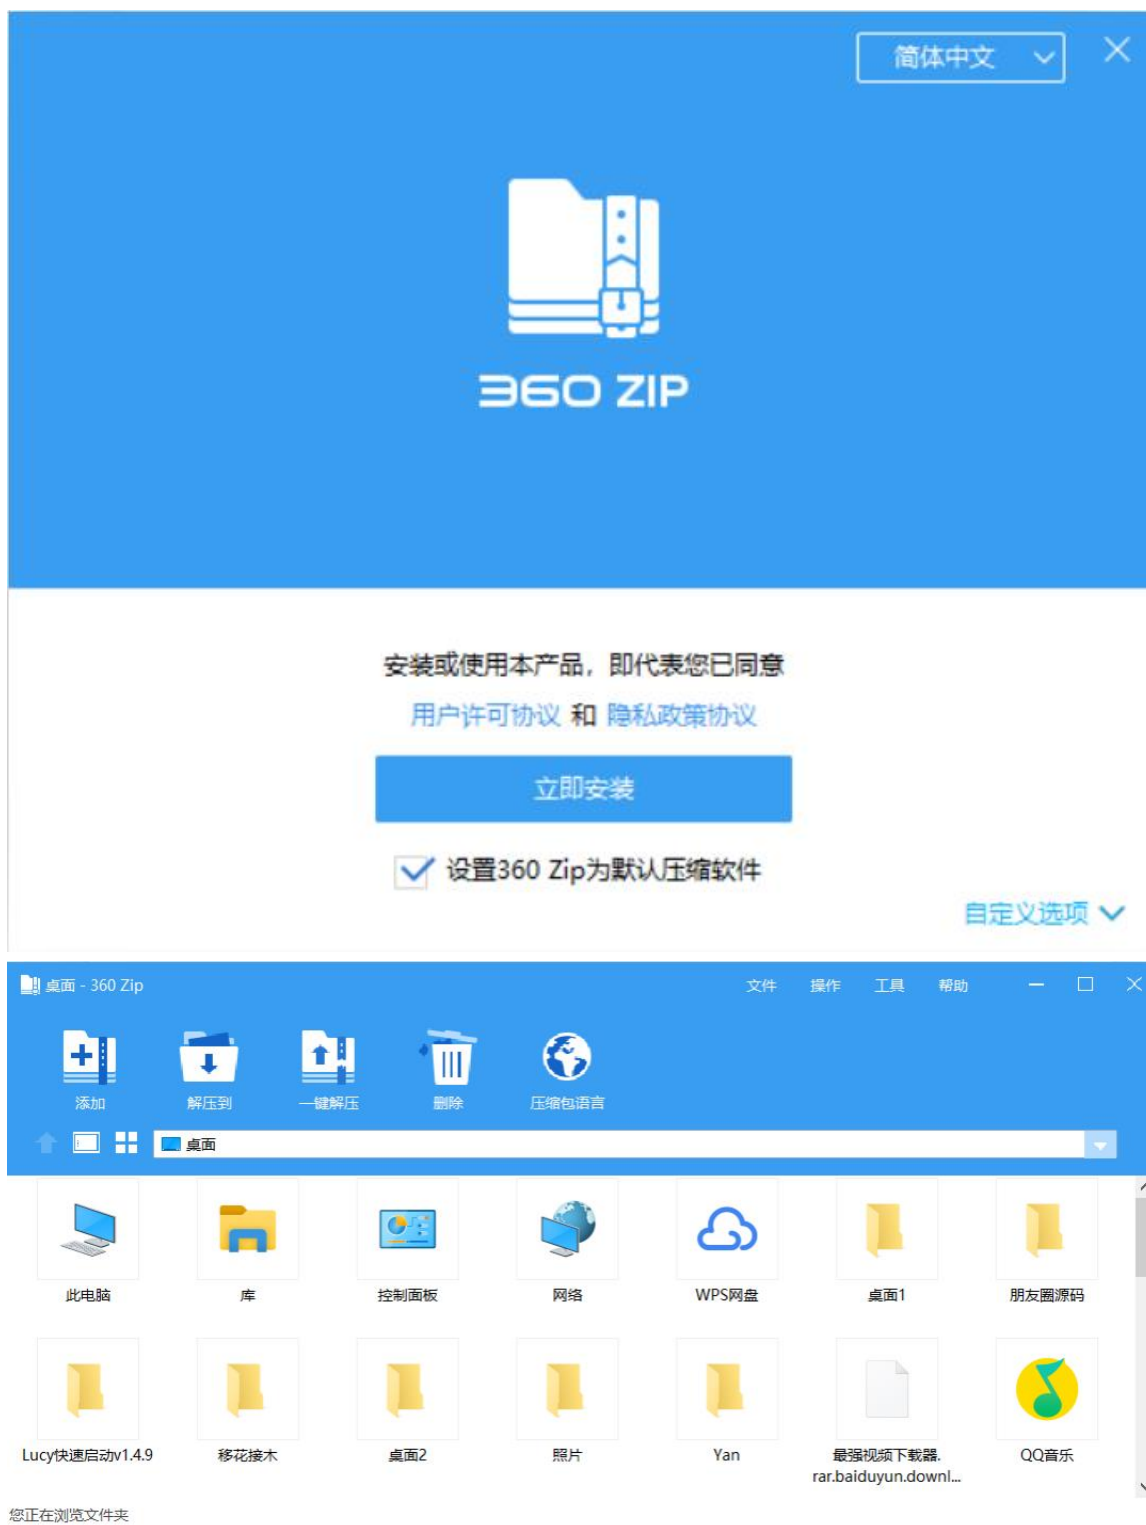 简体中文
360 ZIP
安装或使用本产品，即代表您已同意
用户许可协议 和 隐私政策协议
立即安装
设置360 Zip为默认压缩软件
自定义选项
桌面 - 360 Zip 文件 操作 工具 帮助
添加 解压到 一键解压 删除 压缩包语言
桌面
此电脑 库 控制面板 网络 WPS网盘 桌面1 朋友圈源码
Lucy快速启动v1.4.9 移花接木 桌面2 照片 Yan 最强视频下载器. QQ音乐
rar.baiduyun.downl...
您正在浏览文件夹